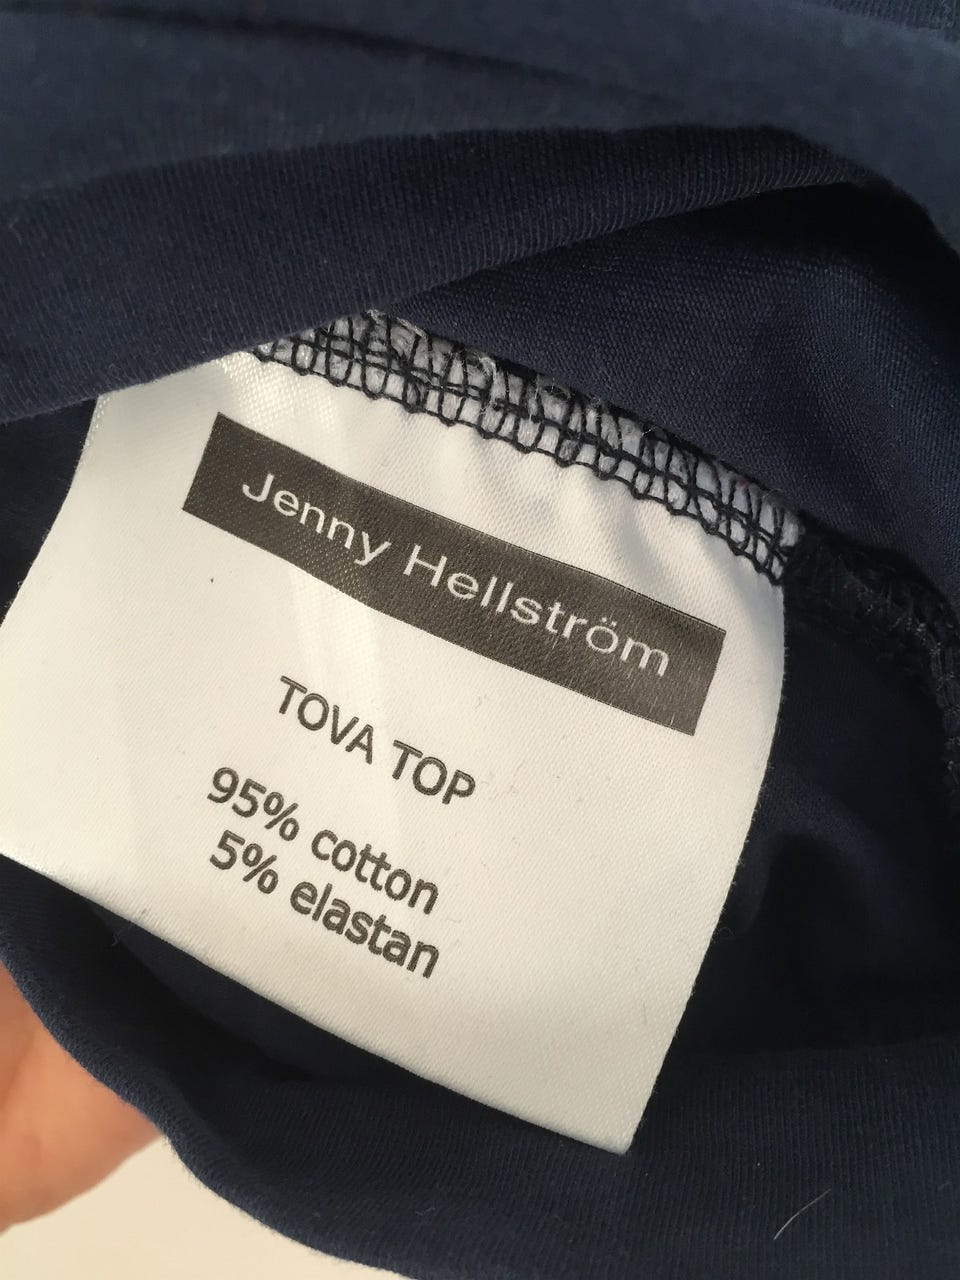 Jenny Hellström
TOVA TOP
95% cotton
5% elastan